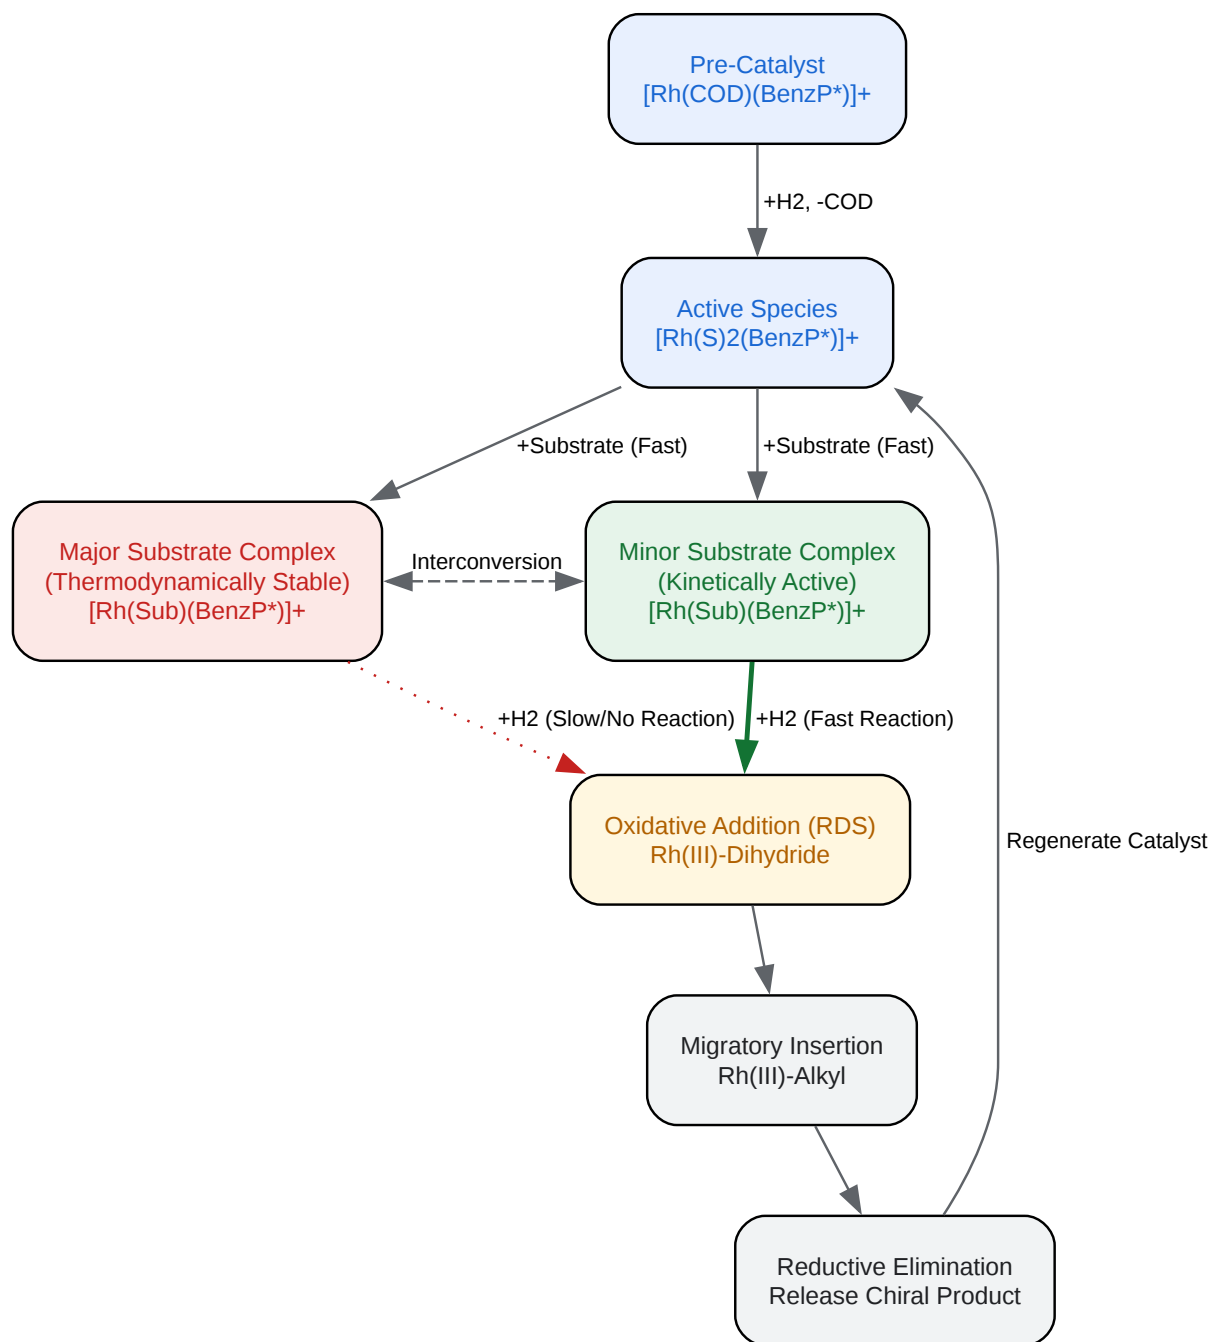 Pre-Catalyst
[Rh(COD)(BenzP*)]+
+H2, -COD
Active Species
[Rh(S)2(BenzP*)]+
+Substrate (Fast)
+Substrate (Fast)
Major Substrate Complex
(Thermodynamically Stable)
[Rh(Sub)(BenzP*)]+
Interconversion
Minor Substrate Complex
(Kinetically Active)
[Rh(Sub)(BenzP*)]+
+H2 (Slow/No Reaction)
+H2 (Fast Reaction)
Oxidative Addition (RDS)
Rh(III)-Dihydride
Regenerate Catalyst
Migratory Insertion
Rh(III)-Alkyl
Reductive Elimination
Release Chiral Product